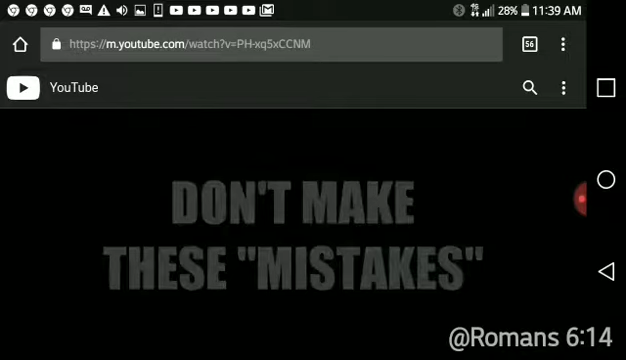 28% 11:39 AM
https://m.youtube.com/watch?v=PH-xq5xCCNM
56
YouTube
DON'T MAKE
THESE "MISTAKES"
@Romans 6:14